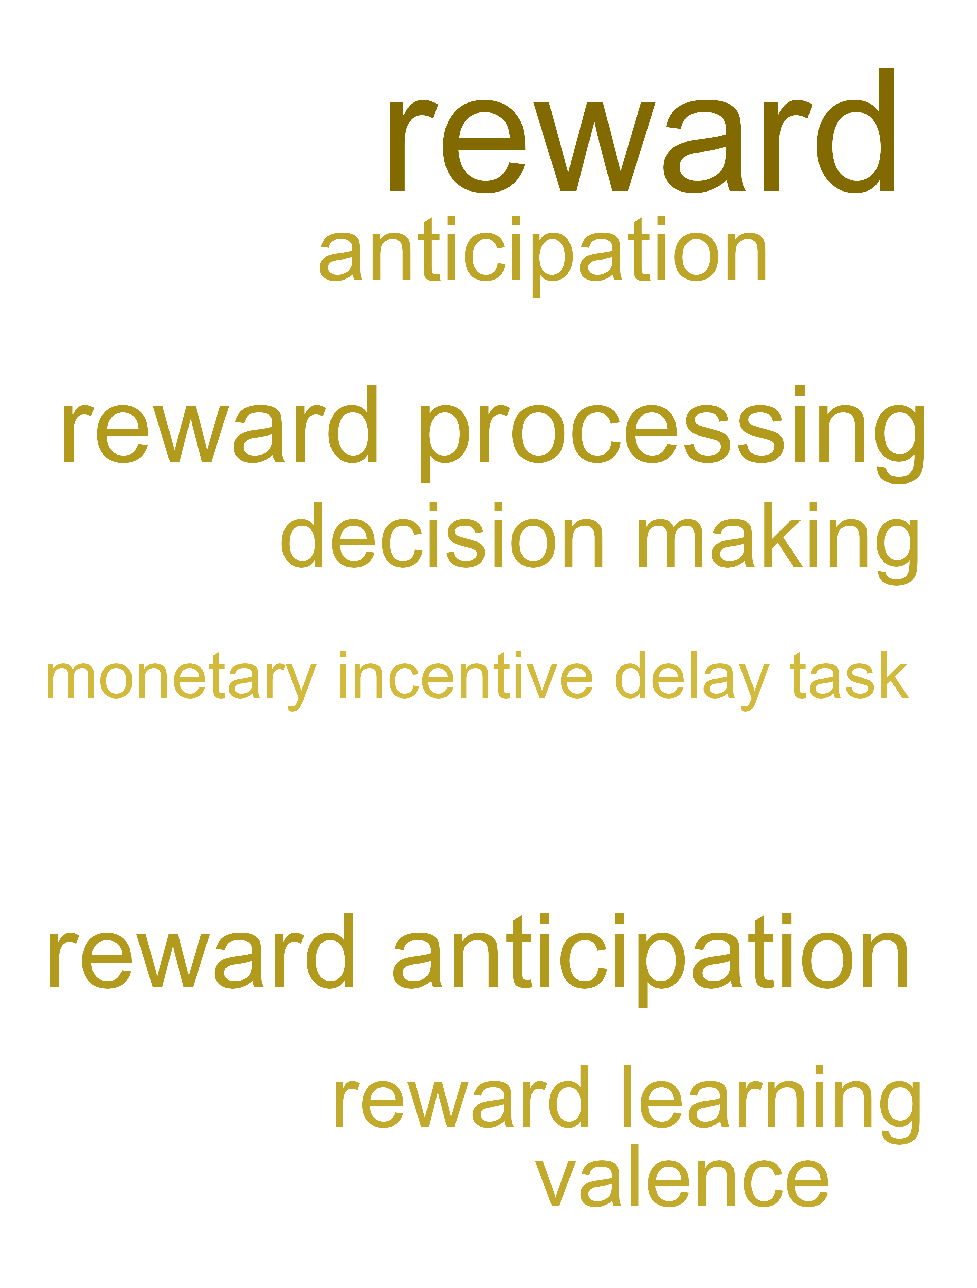 reward
anticipation
reward processing
decision making
monetary incentive delay task
reward anticipation
reward learning
valence